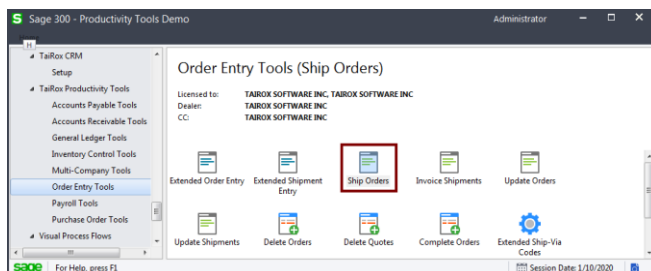 S Sage 300 - Productivity Tools Demo
Administrator
H
TaiRox CRM
Setup
TaiRox Productivity Tools
Accounts Payable Tools
Accounts Receivable Tools
General Ledger Tools
Inventory Control Tools
Multi-Company Tools
Order Entry Tools
Payroll Tools
Purchase Order Tools
Visual Process Flows
Order Entry Tools (Ship Orders)
Licensed to: TAIROX SOFTWARE INC, TAIROX SOFTWARE INC
Dealer: TAIROX SOFTWARE INC
CC: TAIROX SOFTWARE INC
Extended Order Entry
Extended Shipment
Entry
Ship Orders
Invoice Shipments
Update Orders
Update Shipments
Delete Orders
Delete Quotes
Complete Orders
Extended Ship-Via
Codes
sage For Help, press F1
Session Date: 1/10/2020